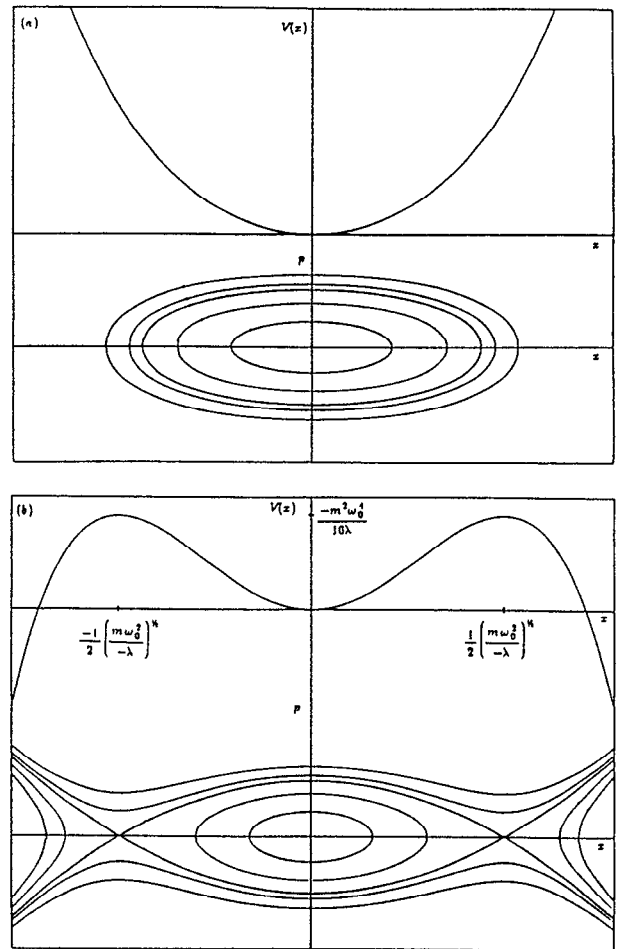 (a)
V(x)
x
p
x
(b)
V(x)
-m²ω₀⁴
16λ
-1/2 (mω₀²/-λ)^½
1/2 (mω₀²/-λ)^½
x
p
x